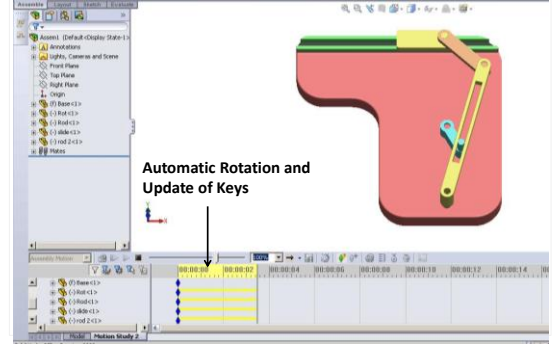 Assemble Layout Sketch Evaluate
Assem1 (Default<Display State-1>
Annotations
Lights, Cameras and Scene
Front Plane
Top Plane
Right Plane
Origin
(f) Base<1>
(-) Rot<1>
(-) Rod<1>
(-) slide<1>
(-) rod 2<1>
Mates
Automatic Rotation and
Update of Keys
X
Assembly Motion 100%
00:00:00 00:00:02 00:00:04 00:00:06 00:00:08 00:00:10 00:00:12 00:00:14
(f) Base<1>
(-) Rot<1>
(-) Rod<1>
(-) slide<1>
(-) rod 2<1>
Model Motion Study 2